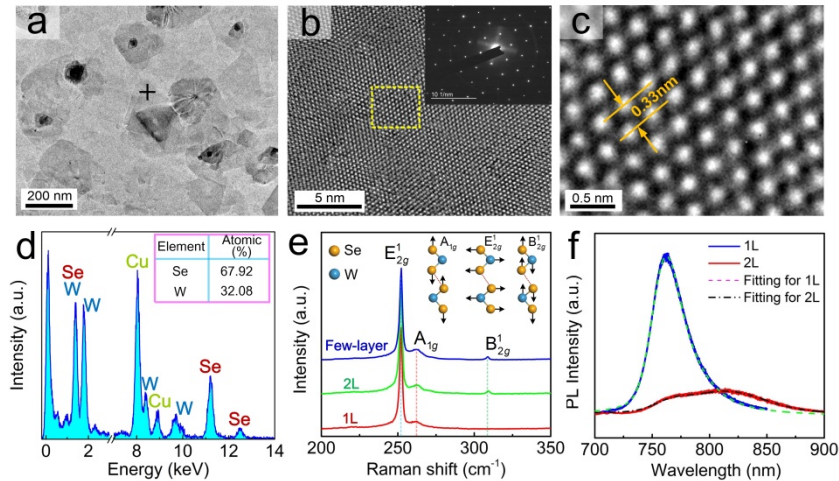 a
200 nm
b
10 1/nm
5 nm
c
0.33nm
0.5 nm
d
Intensity (a.u.)
Se
W
W
Cu
W
Cu
W
Se
Se
Element Atomic (%)
Se 67.92
W 32.08
0 2 8 10 12 14
Energy (keV)
e
Intensity (a.u.)
E¹2g
A1g
B¹2g
Se
W
A1g E¹2g B¹2g
Few-layer
2L
1L
200 250 300 350
Raman shift (cm⁻¹)
f
PL Intensity (a.u.)
1L
2L
Fitting for 1L
Fitting for 2L
700 750 800 850 900
Wavelength (nm)